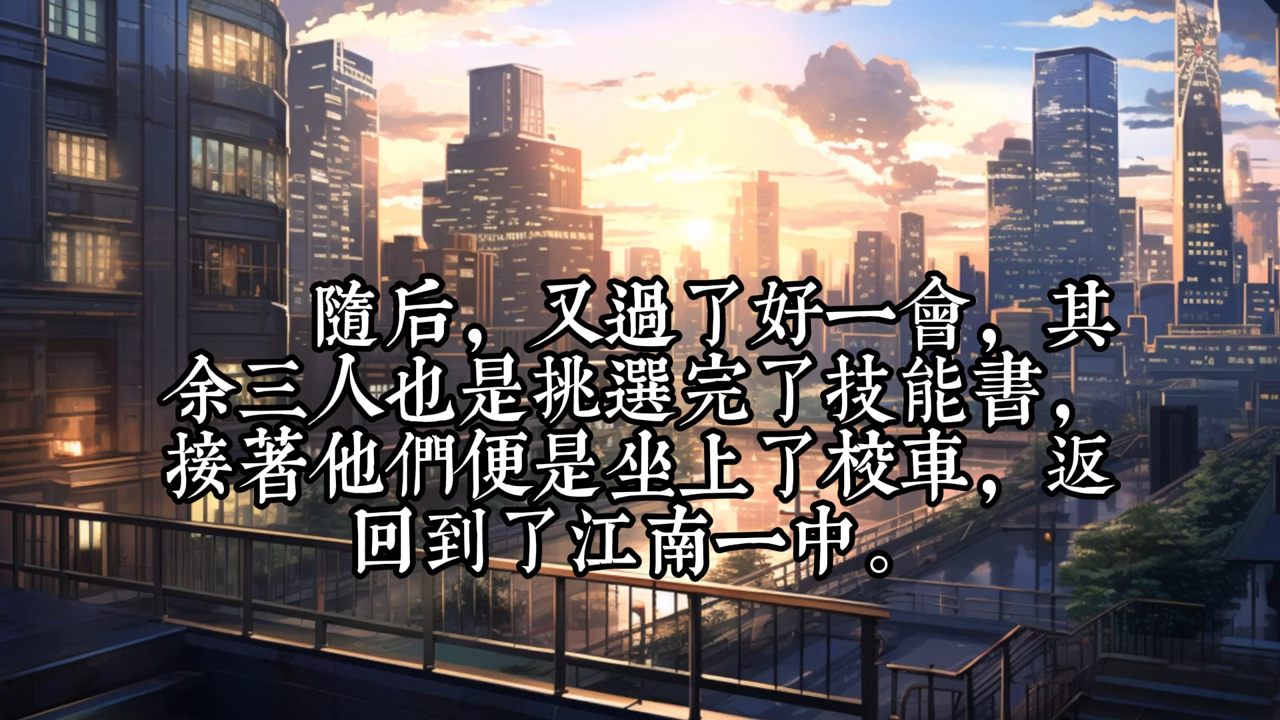 隨后，又過了好一會，其
余三人也是挑選完了技能書，
接著他們便是坐上了校車，返
回到了江南一中。